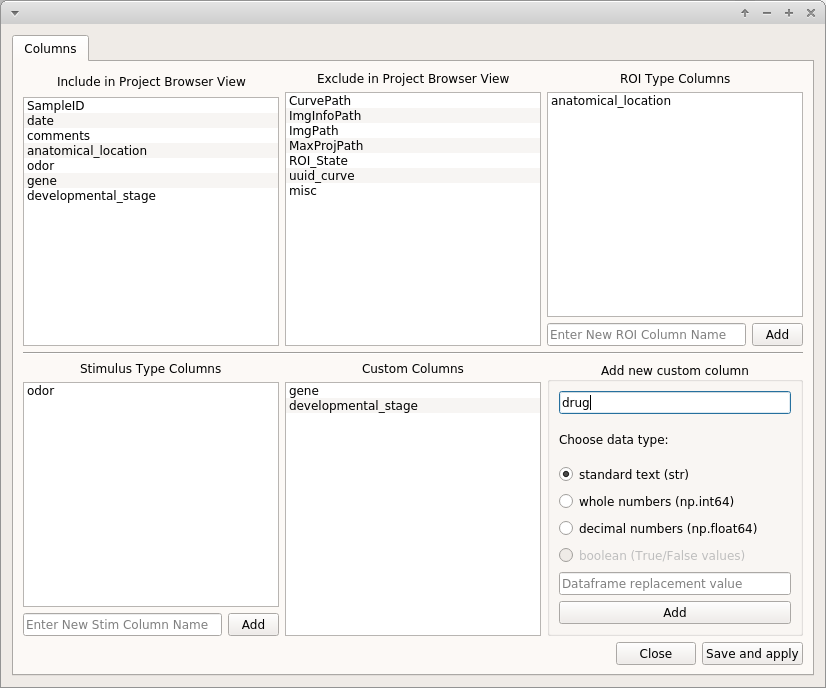 Columns
Include in Project Browser View
SampleID
date
comments
anatomical_location
odor
gene
developmental_stage
Exclude in Project Browser View
CurvePath
ImgInfoPath
ImgPath
MaxProjPath
ROI_State
uuid_curve
misc
ROI Type Columns
anatomical_location
Enter New ROI Column Name
Add
Stimulus Type Columns
odor
Enter New Stim Column Name
Add
Custom Columns
gene
developmental_stage
Add new custom column
drug
Choose data type:
standard text (str)
whole numbers (np.int64)
decimal numbers (np.float64)
boolean (True/False values)
Dataframe replacement value
Add
Close
Save and apply